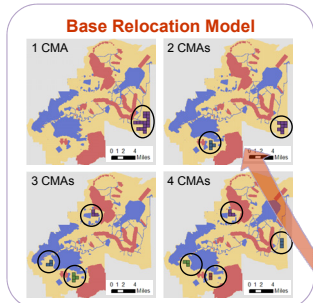 Base Relocation Model
1 CMA
2 CMAs
0 1 2 4
Miles
0 1 2 4
Miles
3 CMAs
4 CMAs
0 1 2 4
Miles
0 1 2 4
Miles